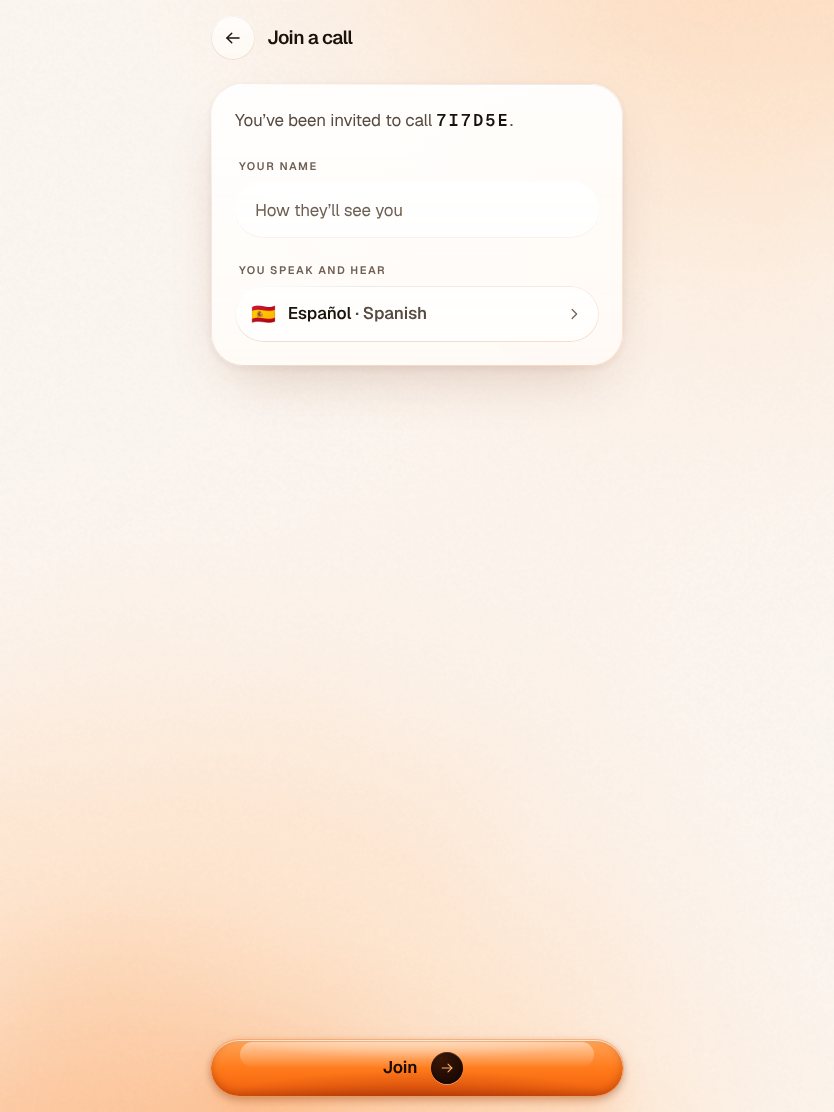 Join a call
You’ve been invited to call 7I7D5E.
YOUR NAME
How they’ll see you
YOU SPEAK AND HEAR
Español · Spanish
Join